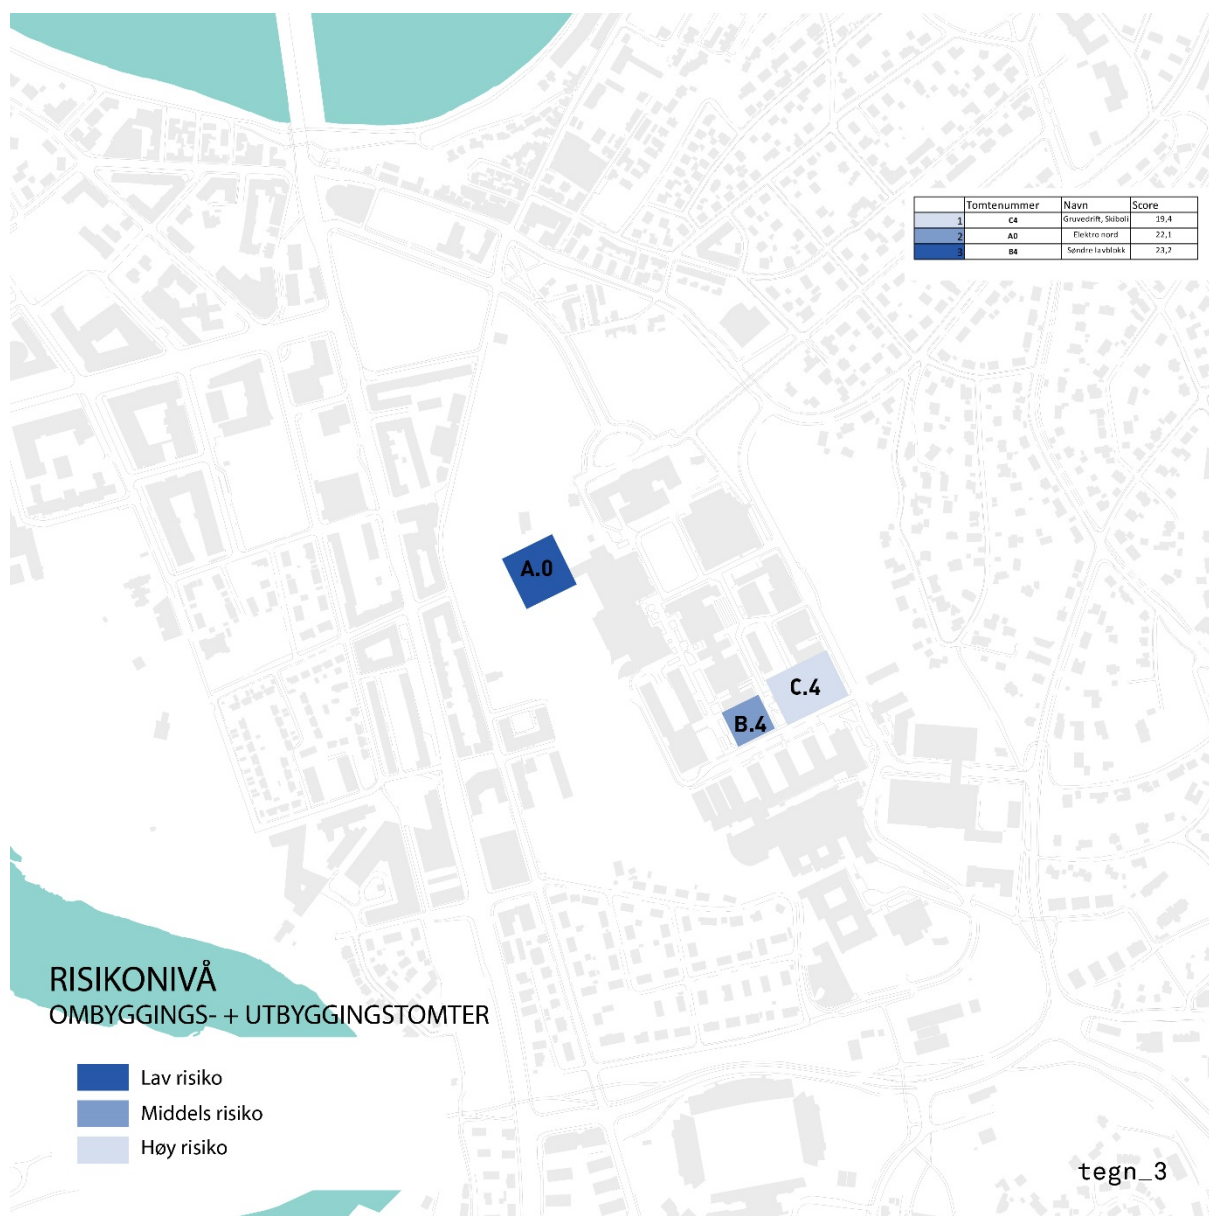 Tomtenummer Navn Score
1 C4 Gruvedrift, Skiboli 19,4
2 A0 Elektro nord 22,1
3 B4 Søndre lavblokk 23,2
A.0
C.4
B.4
RISIKONIVÅ
OMBYGGINGS- + UTBYGGINGSTOMTER
Lav risiko
Middels risiko
Høy risiko
tegn_3